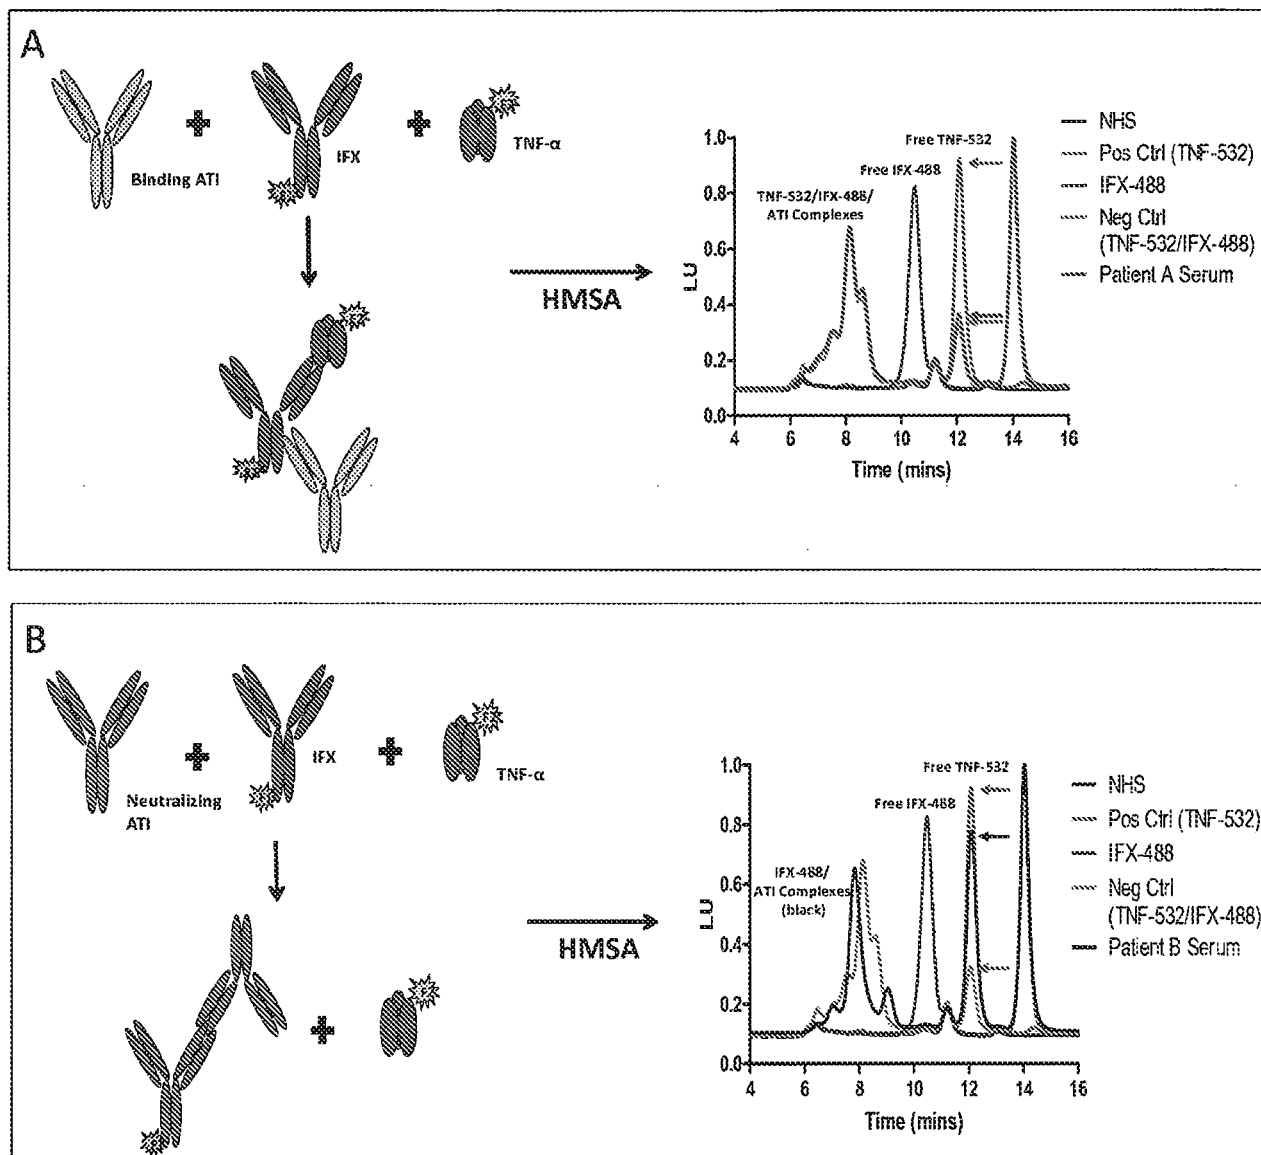 A
Binding ATI
IFX
TNF-α
HMSA
LU
1.0
0.8
0.6
0.4
0.2
0.0
4 6 8 10 12 14 16
Time (mins)
TNF-532/IFX-488/
ATI Complexes
Free IFX-488
Free TNF-532
NHS
Pos Ctrl (TNF-532)
IFX-488
Neg Ctrl
(TNF-532/IFX-488)
Patient A Serum
B
Neutralizing
ATI
IFX
TNF-α
HMSA
LU
1.0
0.8
0.6
0.4
0.2
0.0
4 6 8 10 12 14 16
Time (mins)
IFX-488/
ATI Complexes
(black)
Free IFX-488
Free TNF-532
NHS
Pos Ctrl (TNF-532)
IFX-488
Neg Ctrl
(TNF-532/IFX-488)
Patient B Serum